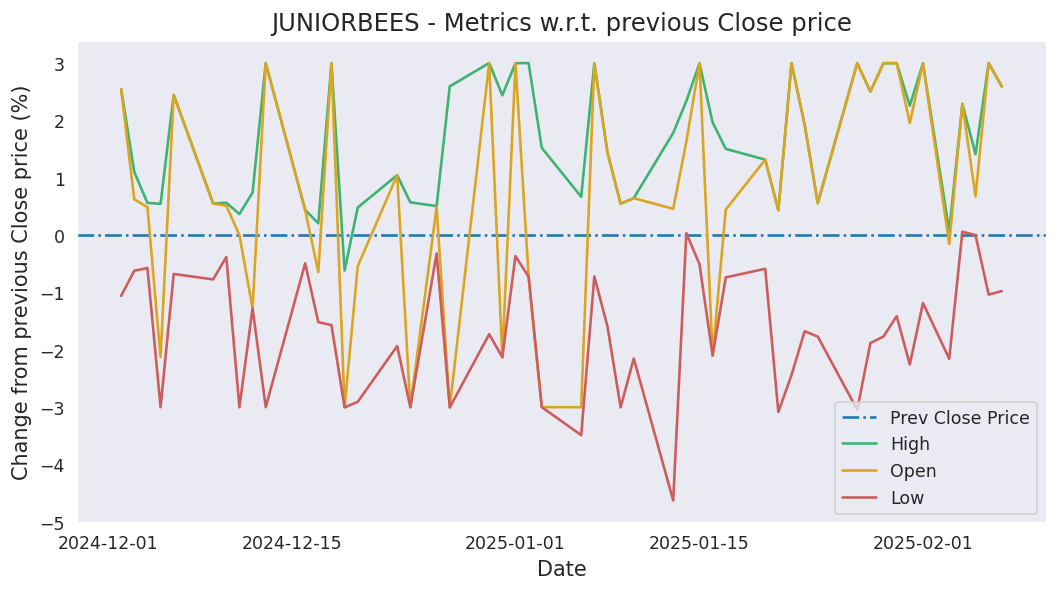 JUNIORBEES - Metrics w.r.t. previous Close price
Change from previous Close price (%)
3
2
1
0
−1
−2
−3
−4
−5
Prev Close Price
High
Open
Low
2024-12-01
2024-12-15
2025-01-01
2025-01-15
2025-02-01
Date